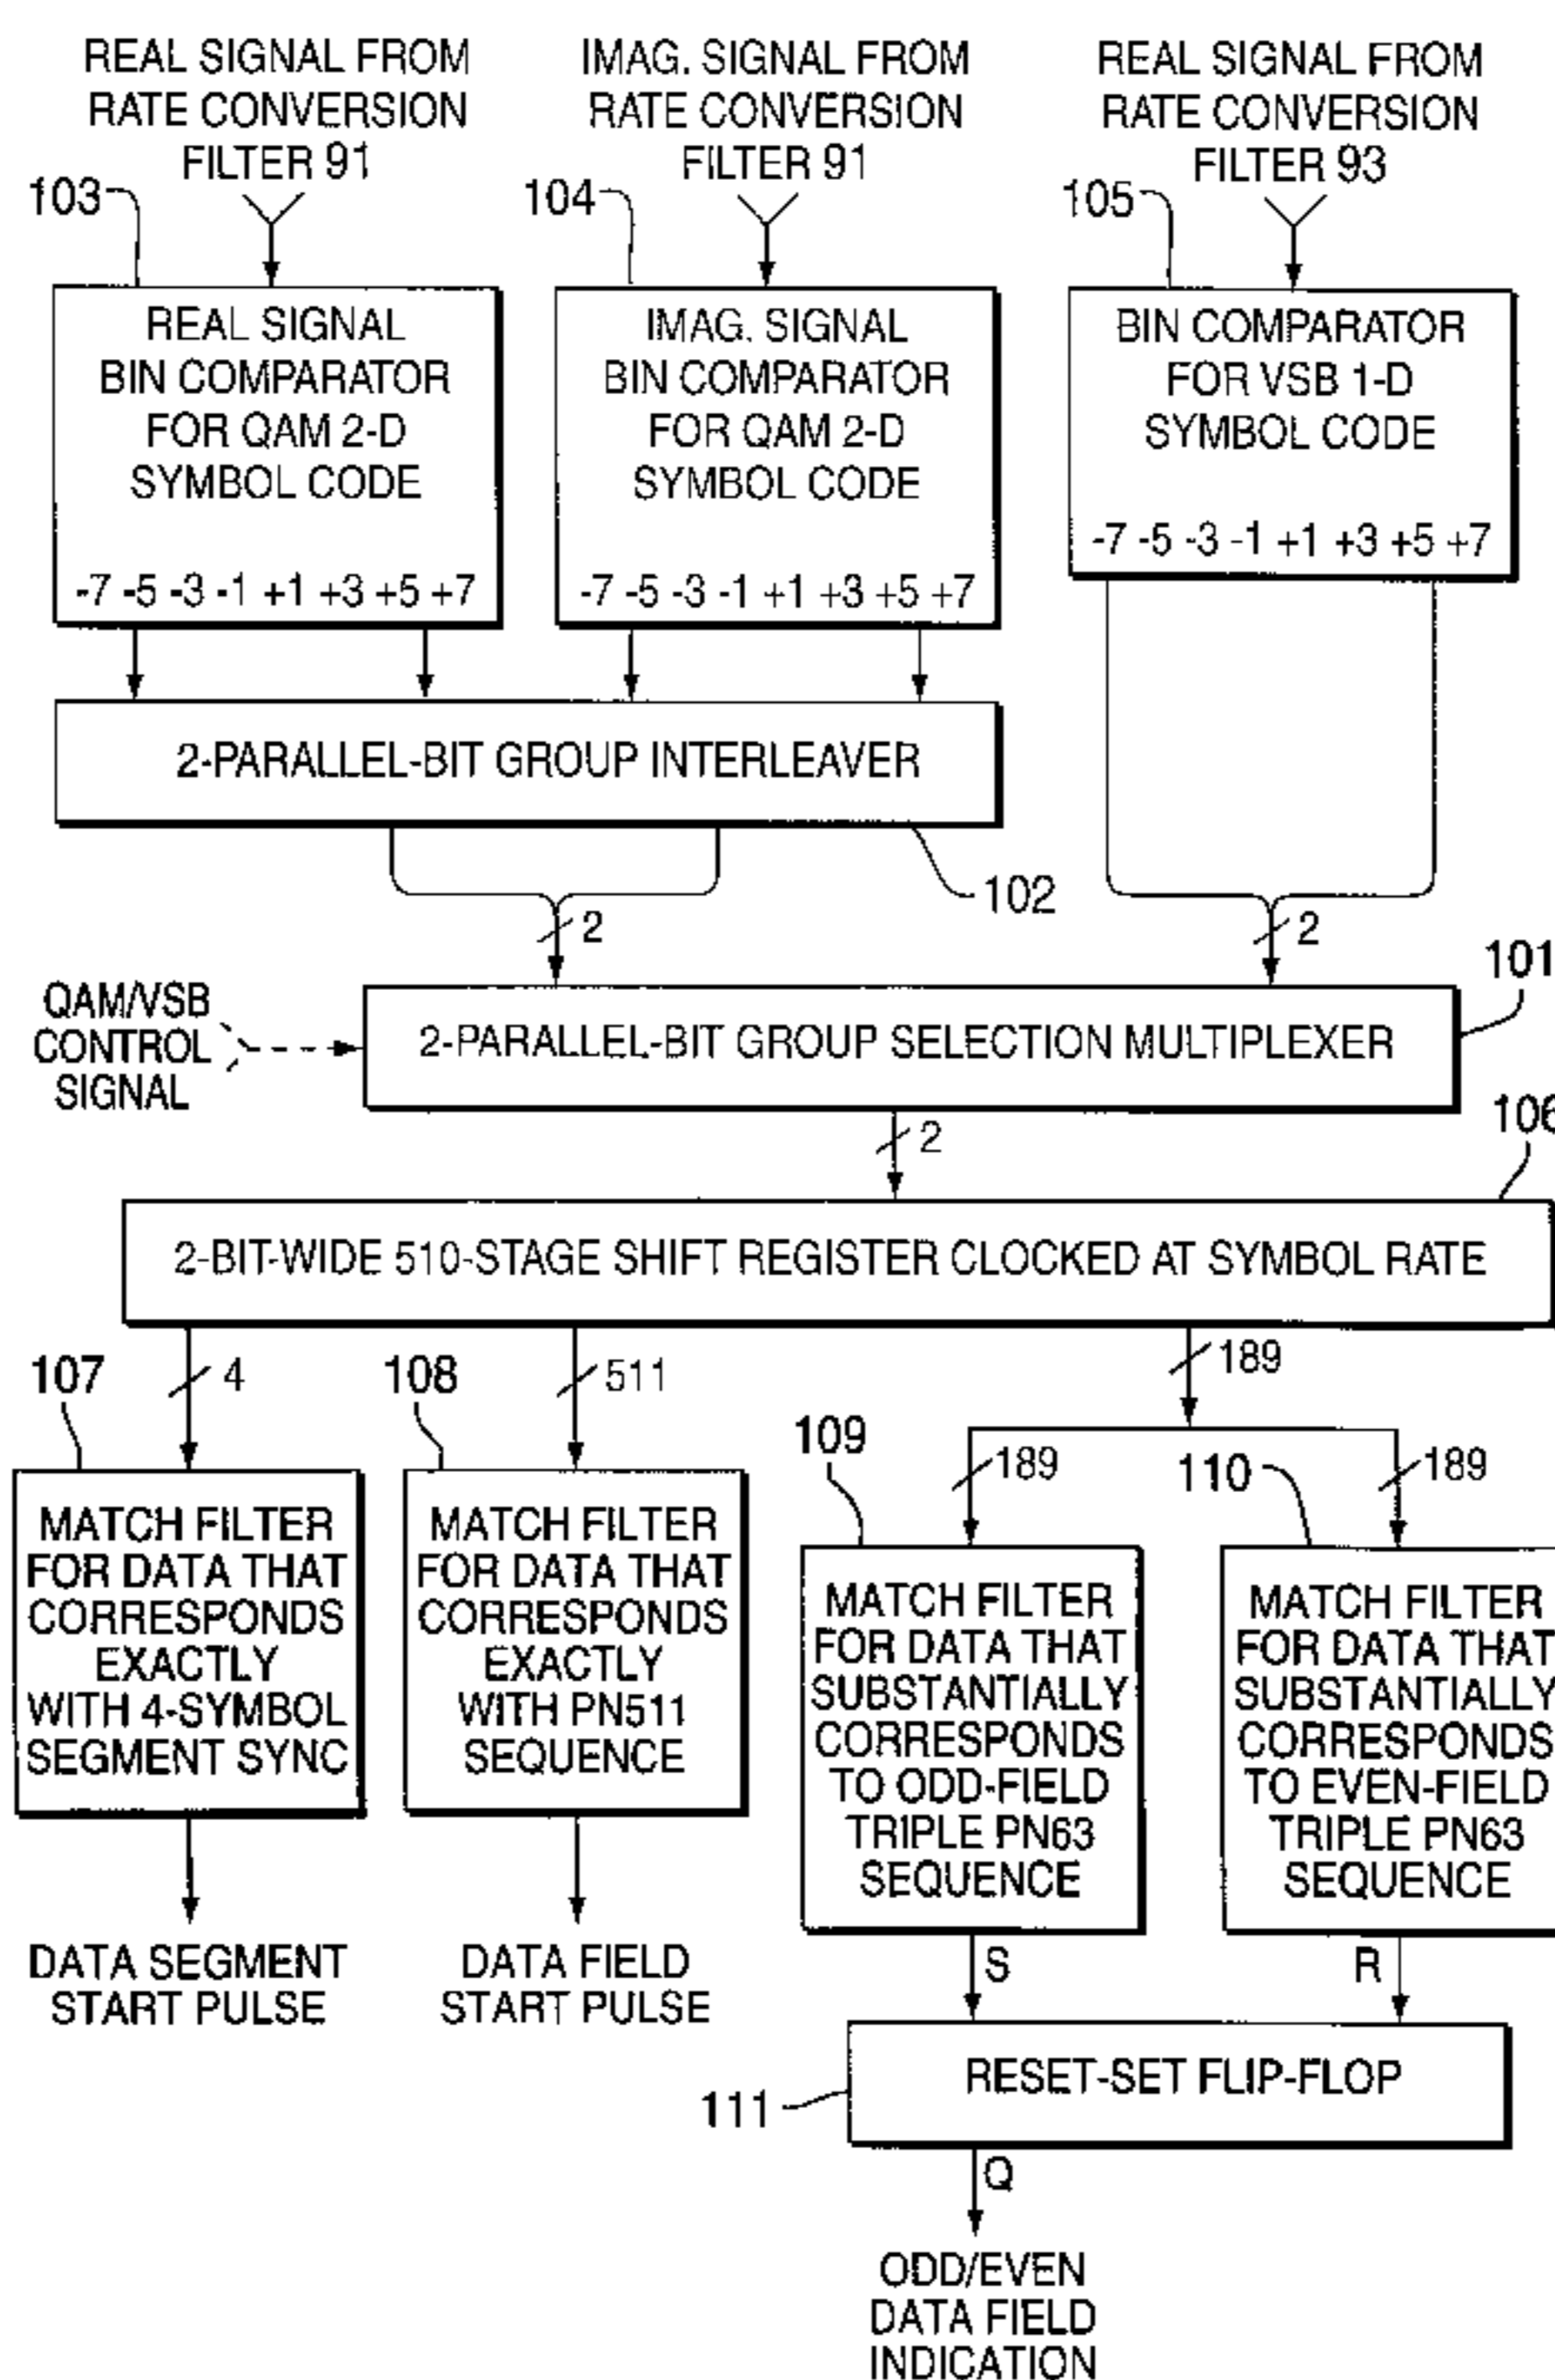 REAL SIGNAL FROM
RATE CONVERSION
FILTER 91
IMAG. SIGNAL FROM
RATE CONVERSION
FILTER 91
REAL SIGNAL FROM
RATE CONVERSION
FILTER 93
103
104
105
REAL SIGNAL
BIN COMPARATOR
FOR QAM 2-D
SYMBOL CODE
-7 -5 -3 -1 +1 +3 +5 +7
IMAG. SIGNAL
BIN COMPARATOR
FOR QAM 2-D
SYMBOL CODE
-7 -5 -3 -1 +1 +3 +5 +7
BIN COMPARATOR
FOR VSB 1-D
SYMBOL CODE
-7 -5 -3 -1 +1 +3 +5 +7
2-PARALLEL-BIT GROUP INTERLEAVER
102
2
2
101
QAM/VSB
CONTROL
SIGNAL
2-PARALLEL-BIT GROUP SELECTION MULTIPLEXER
2
106
2-BIT-WIDE 510-STAGE SHIFT REGISTER CLOCKED AT SYMBOL RATE
107
4
108
511
189
109
189
110
189
MATCH FILTER
FOR DATA THAT
CORRESPONDS
EXACTLY
WITH 4-SYMBOL
SEGMENT SYNC
MATCH FILTER
FOR DATA THAT
CORRESPONDS
EXACTLY
WITH PN511
SEQUENCE
MATCH FILTER
FOR DATA THAT
SUBSTANTIALLY
CORRESPONDS
TO ODD-FIELD
TRIPLE PN63
SEQUENCE
MATCH FILTER
FOR DATA THAT
SUBSTANTIALLY
CORRESPONDS
TO EVEN-FIELD
TRIPLE PN63
SEQUENCE
DATA SEGMENT
START PULSE
DATA FIELD
START PULSE
S
R
RESET-SET FLIP-FLOP
111
Q
ODD/EVEN
DATA FIELD
INDICATION